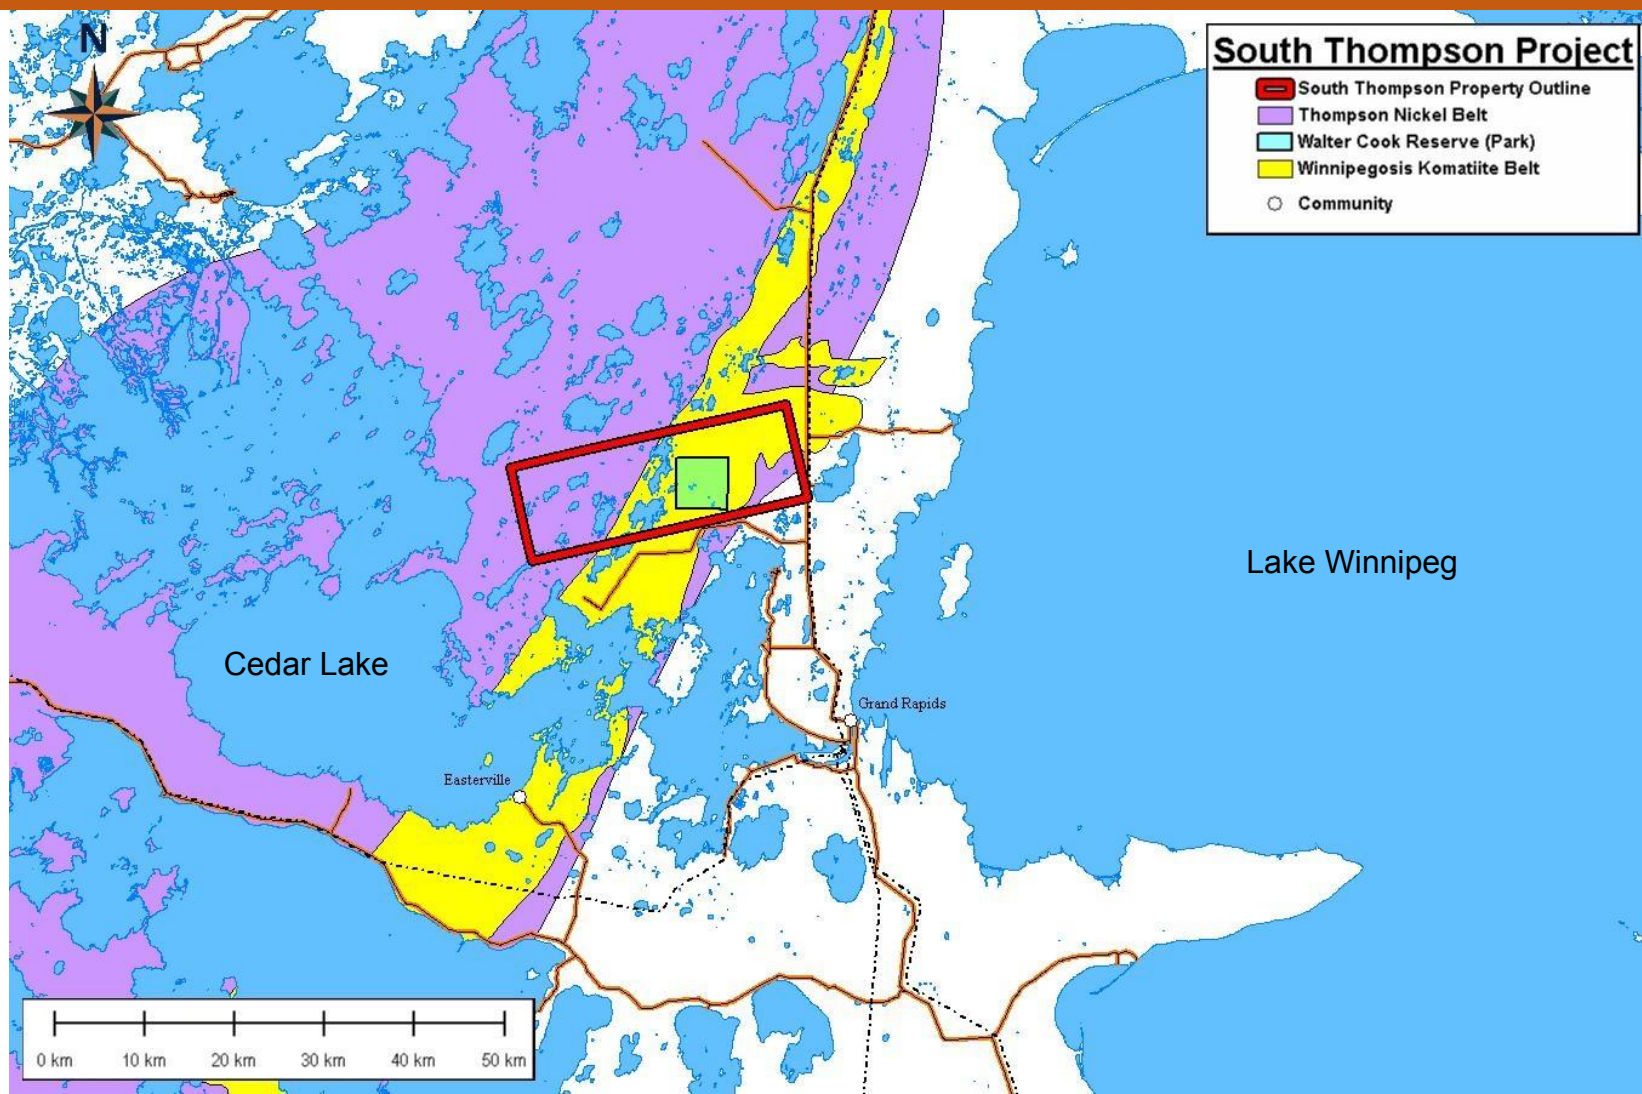 N
South Thompson Project
South Thompson Property Outline
Thompson Nickel Belt
Walter Cook Reserve (Park)
Winnipegosis Komatiite Belt
Community
Lake Winnipeg
Cedar Lake
Grand Rapids
Easterville
0 km 10 km 20 km 30 km 40 km 50 km